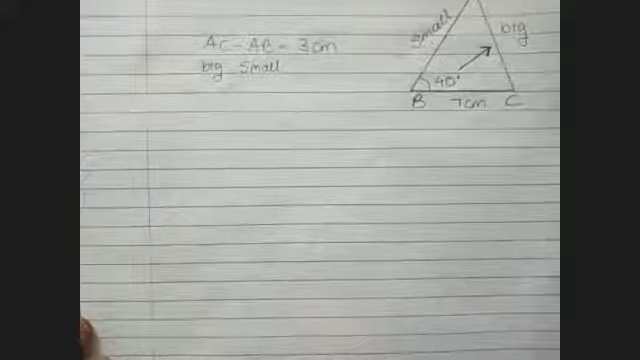 AC - AB = 3cm
big small
small
big
40°
B 7cm C